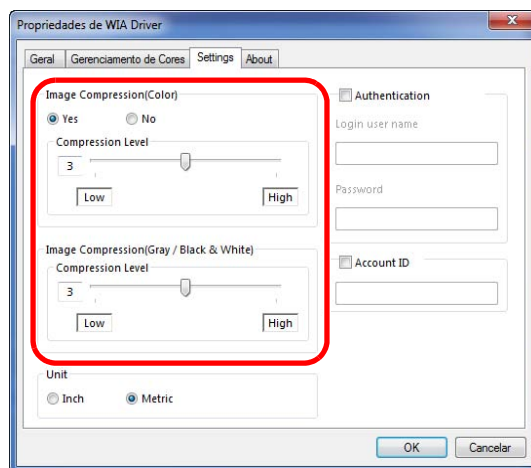 Propriedades de WIA Driver
Geral Gerenciamento de Cores Settings About
Image Compression(Color)
Yes No
Compression Level
3
Low High
Image Compression(Gray / Black & White)
Compression Level
3
Low High
Unit
Inch Metric
Authentication
Login user name
Password
Account ID
OK Cancelar